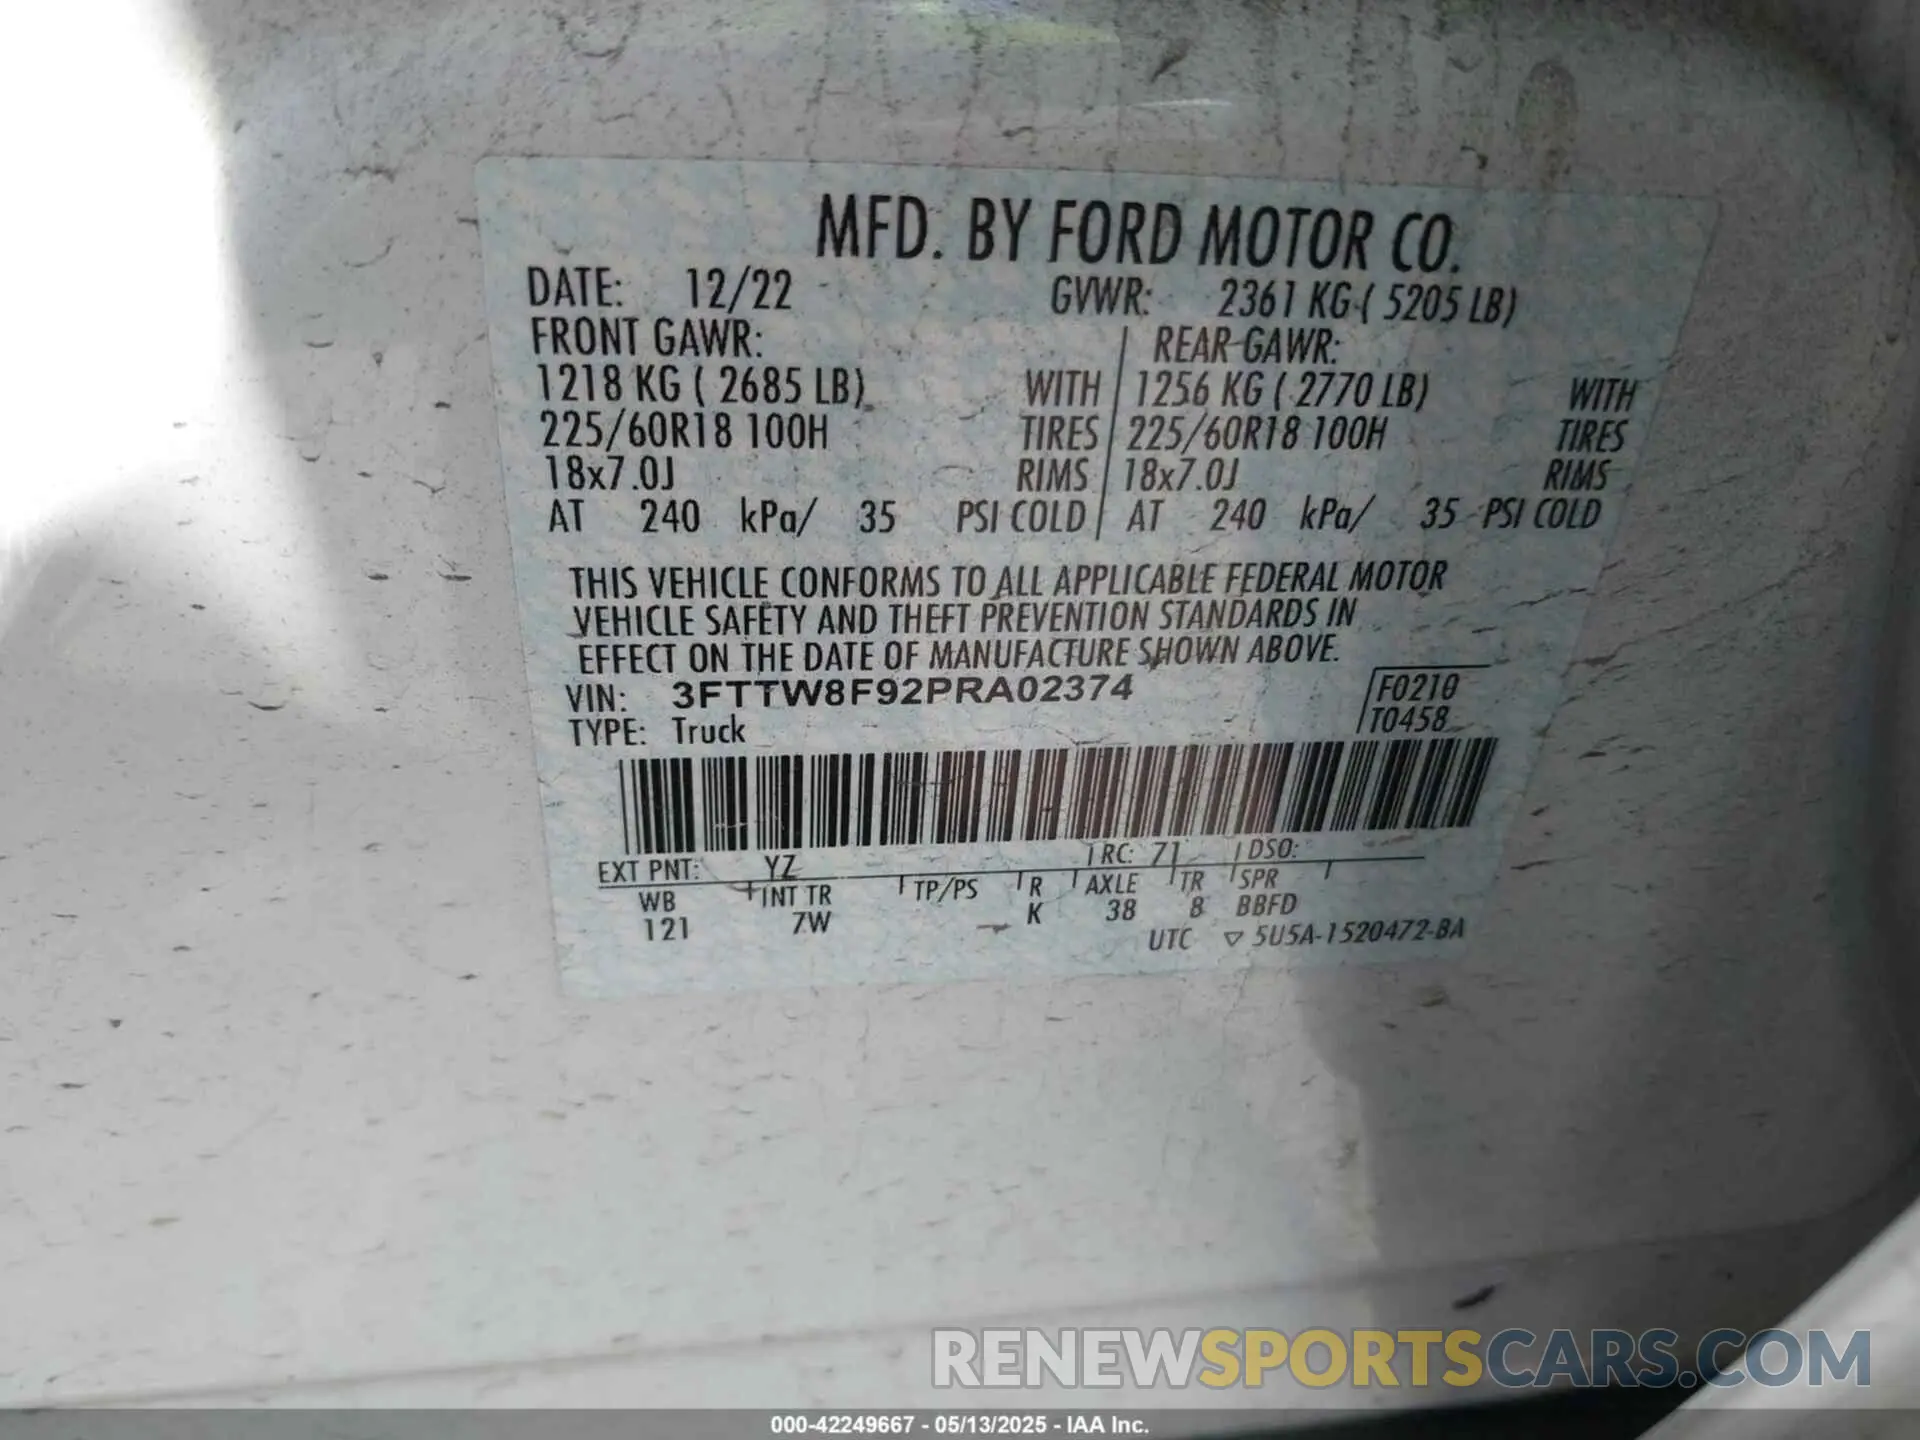 MFD. BY FORD MOTOR CO.
DATE: 12/22 GVWR: 2361 KG ( 5205 LB)
FRONT GAWR: REAR GAWR:
1218 KG ( 2685 LB) WITH 1256 KG ( 2770 LB) WITH
225/60R18 100H TIRES 225/60R18 100H TIRES
18x7.0J RIMS 18x7.0J RIMS
AT 240 kPa/ 35 PSI COLD AT 240 kPa/ 35 PSI COLD
THIS VEHICLE CONFORMS TO ALL APPLICABLE FEDERAL MOTOR
VEHICLE SAFETY AND THEFT PREVENTION STANDARDS IN
EFFECT ON THE DATE OF MANUFACTURE SHOWN ABOVE.
VIN: 3FTTW8F92PRA02374 F0210
TYPE: Truck T0458
EXT PNT: YZ RC: 71 DSO:
WB INT TR TP/PS R AXLE TR SPR
121 7W K 38 8 BBFD
UTC ▽ 5U5A-1520472-BA
RENEWSPORTSCARS.COM
000-42249667 - 05/13/2025 - IAA Inc.